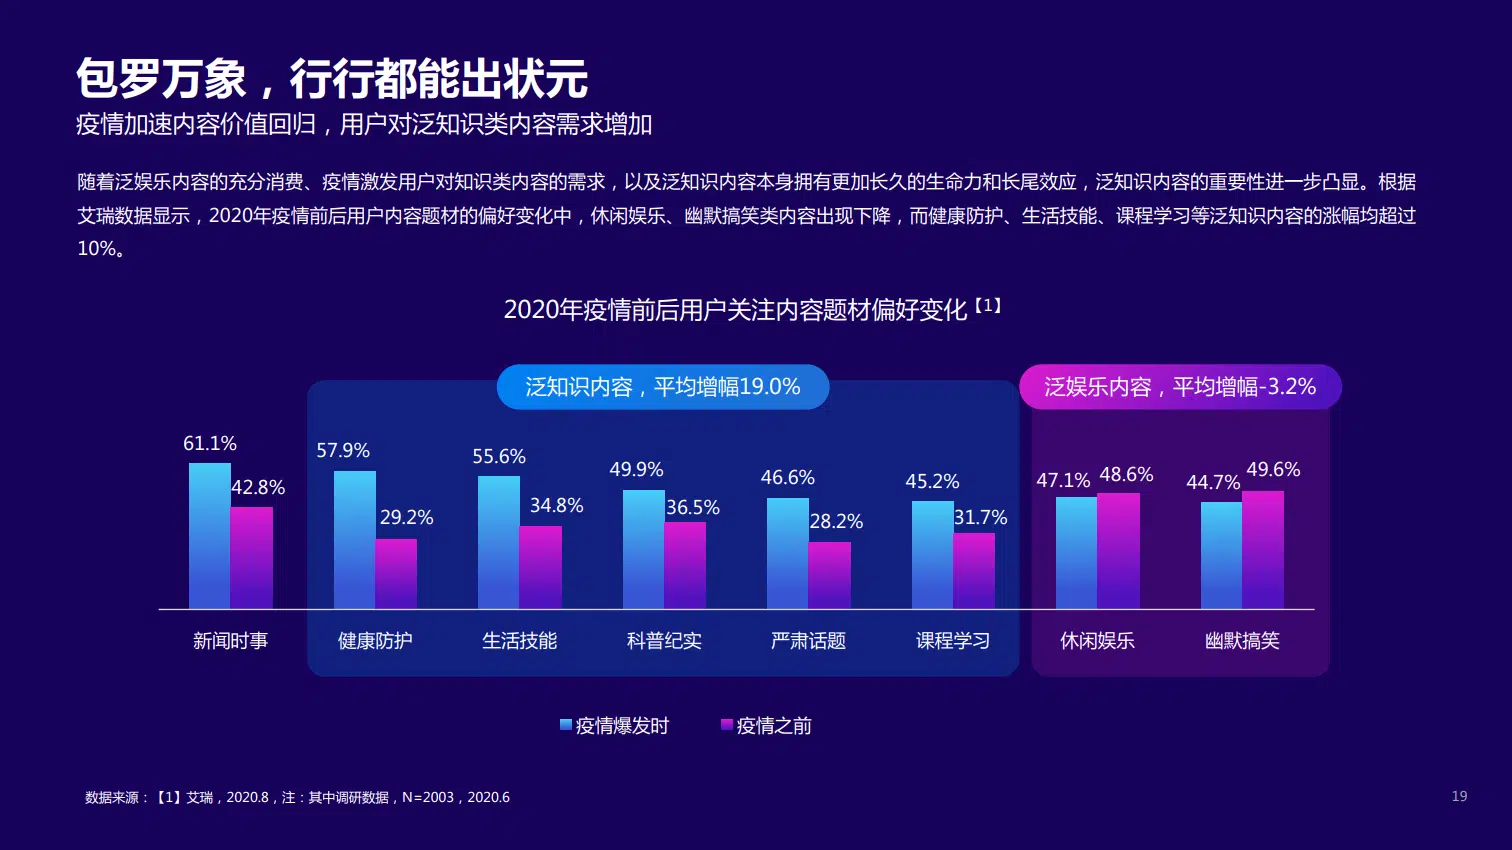 包罗万象，行行都能出状元
疫情加速内容价值回归，用户对泛知识类内容需求增加
随着泛娱乐内容的充分消费、疫情激发用户对知识类内容的需求，以及泛知识内容本身拥有更加长久的生命力和长尾效应，泛知识内容的重要性进一步凸显。根据
艾瑞数据显示，2020年疫情前后用户内容题材的偏好变化中，休闲娱乐、幽默搞笑类内容出现下降，而健康防护、生活技能、课程学习等泛知识内容的涨幅均超过
10%。
2020年疫情前后用户关注内容题材偏好变化【1】
泛知识内容，平均增幅19.0%
泛娱乐内容，平均增幅-3.2%
61.1% 42.8% 57.9% 29.2% 55.6% 34.8% 49.9% 36.5% 46.6% 28.2% 45.2% 31.7% 47.1% 48.6% 44.7% 49.6%
新闻时事 健康防护 生活技能 科普纪实 严肃话题 课程学习 休闲娱乐 幽默搞笑
疫情爆发时 疫情之前
数据来源：【1】艾瑞，2020.8，注：其中调研数据，N=2003，2020.6
19